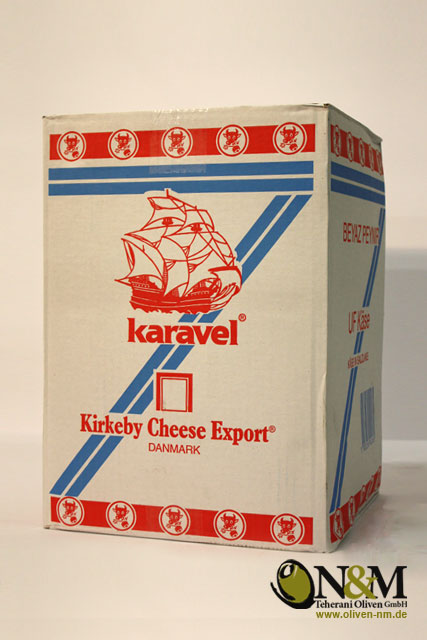 karavel®
Kirkeby Cheese Export®
DANMARK
BEYAZ PEYNIR
UF Käse
N&M
Teherani Oliven GmbH
www.oliven-nm.de